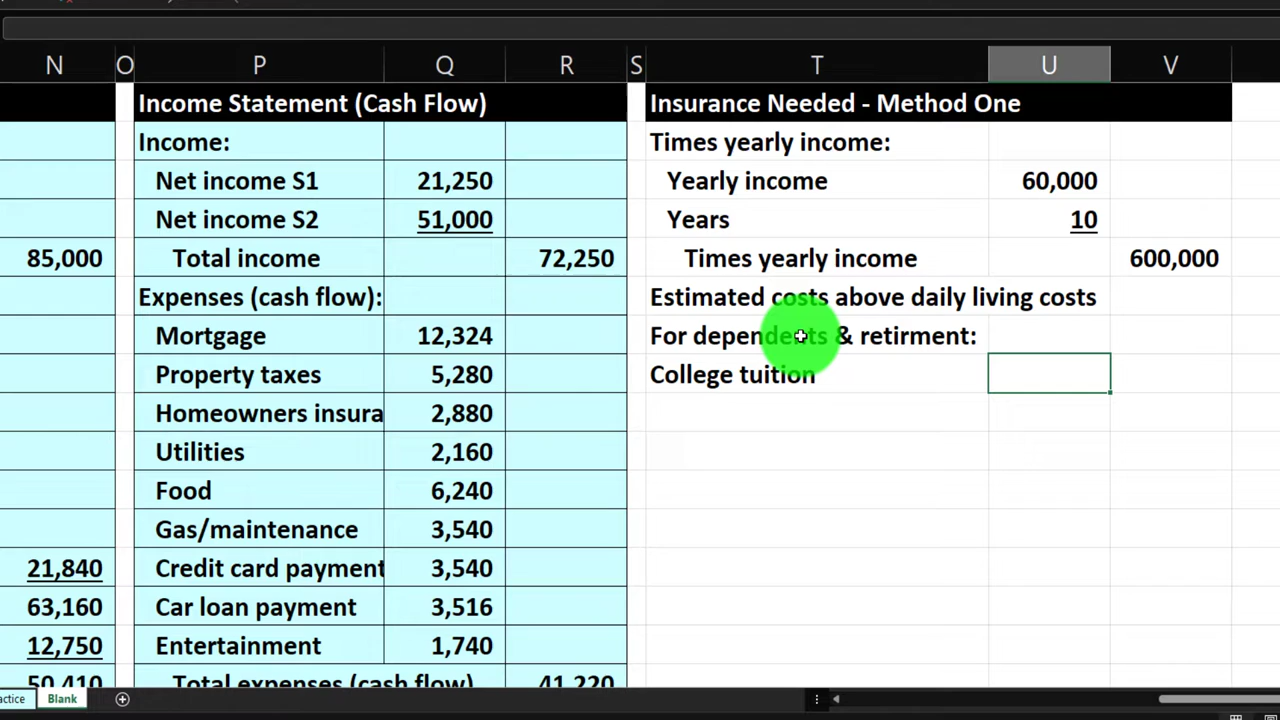 N O P Q R S T U V
Income Statement (Cash Flow) Insurance Needed - Method One
Income: Times yearly income:
Net income S1 21,250 Yearly income 60,000
Net income S2 51,000 Years 10
85,000 Total income 72,250 Times yearly income 600,000
Expenses (cash flow): Estimated costs above daily living costs
Mortgage 12,324 For dependents & retirment:
Property taxes 5,280 College tuition
Homeowners insura 2,880
Utilities 2,160
Food 6,240
Gas/maintenance 3,540
21,840 Credit card payment 3,540
63,160 Car loan payment 3,516
12,750 Entertainment 1,740
50,410 Total expenses (cash flow) 41,220
actice Blank